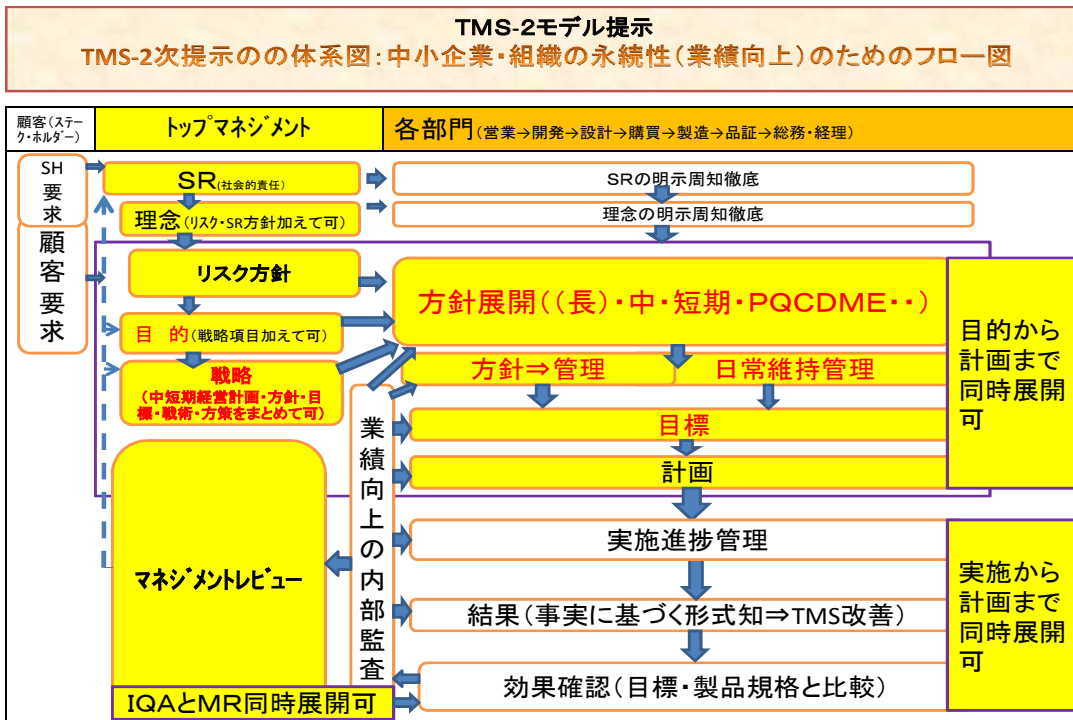 TMS-2モデル提示
TMS-2次提示のの体系図:中小企業・組織の永続性(業績向上)のためのフロー図
顧客(ステー
ク・ホルダー)
トップマネジメント
各部門(営業→開発→設計→購買→製造→品証→総務・経理)
SH
要
求
顧
客
要
求
SR(社会的責任)
SRの明示周知徹底
理念(リスク・SR方針加えて可)
理念の明示周知徹底
リスク方針
方針展開((長)・中・短期・PQCDME・・)
目 的(戦略項目加えて可)
戦略
(中短期経営計画・方針・目
標・戦術・方策をまとめて可)
方針⇒管理
日常維持管理
目標
計画
目的から
計画まで
同時展開
可
業
績
向
上
の
内
部
監
査
マネジメントレビュー
実施進捗管理
結果(事実に基づく形式知⇒TMS改善)
効果確認(目標・製品規格と比較)
実施から
計画まで
同時展開
可
IQAとMR同時展開可